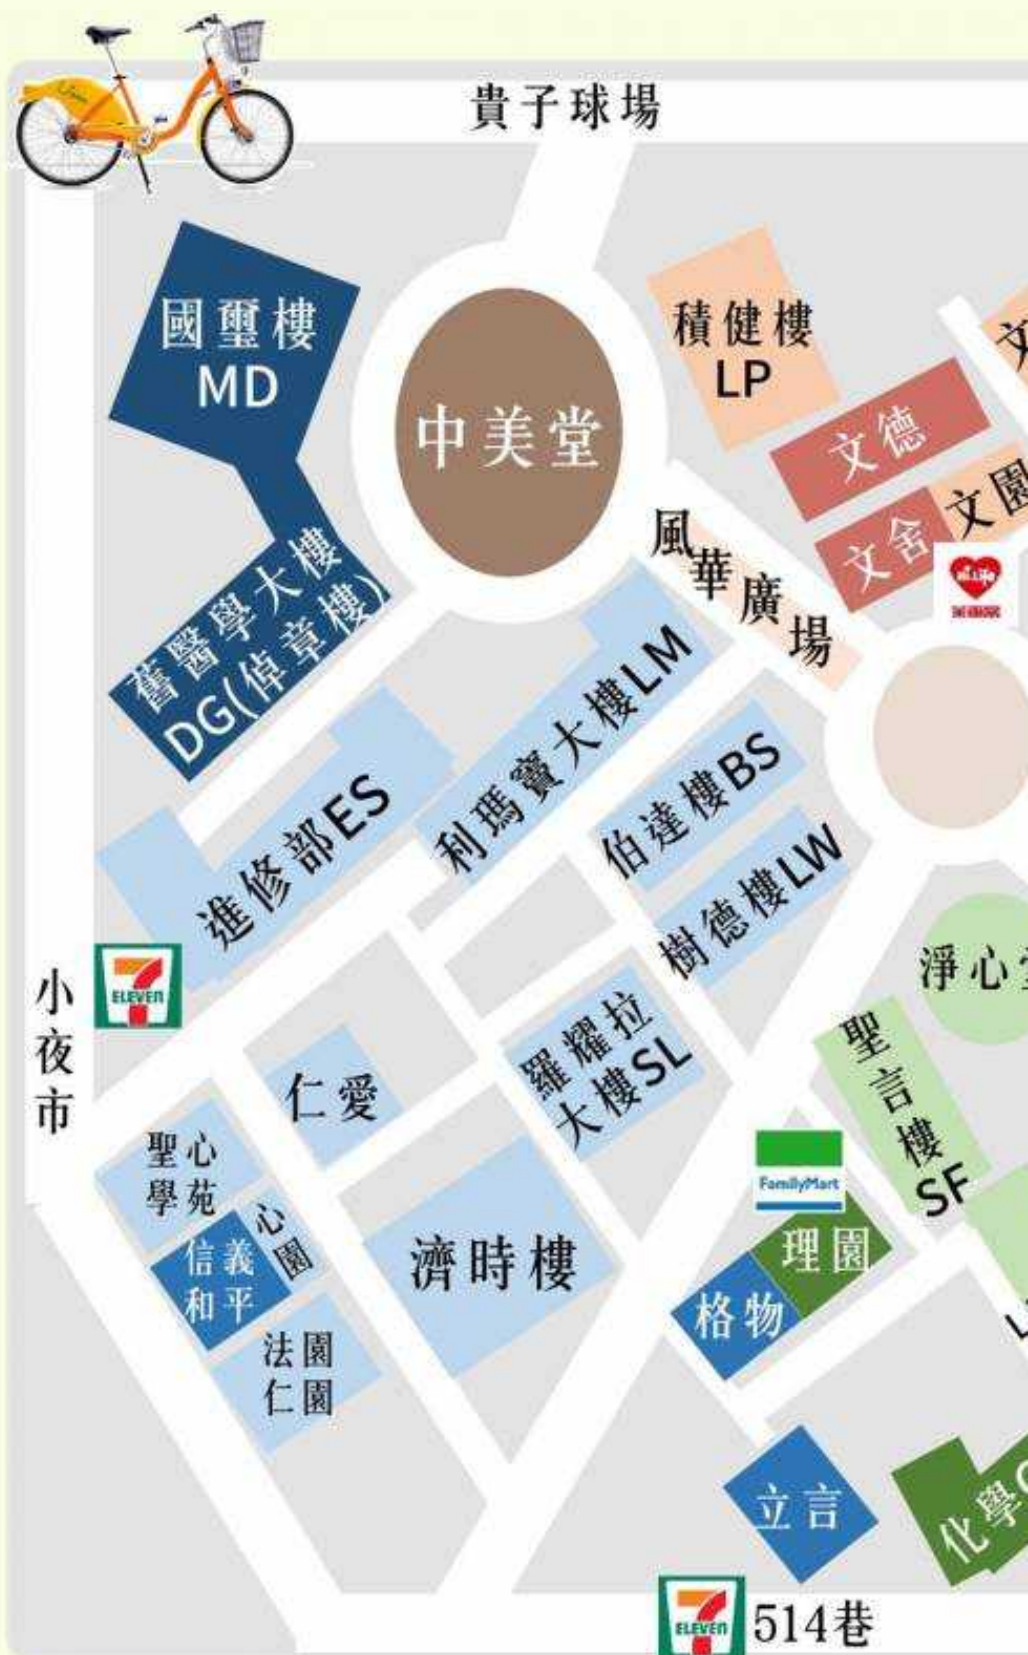 貴子球場
國璽樓
MD
積健樓
LP
中美堂
文德
文舍
文園
風華廣場
舊醫學大樓
DG(倬章樓)
利瑪竇大樓LM
進修部ES
伯達樓BS
樹德樓LW
淨心
7
ELEVEN
小夜市
仁愛
羅耀拉
大樓SL
聖言樓SF
聖心
學苑
心園
信義
和平
法園
仁園
濟時樓
FamilyMart
理園
格物
立言
化學
7
ELEVEN
514巷